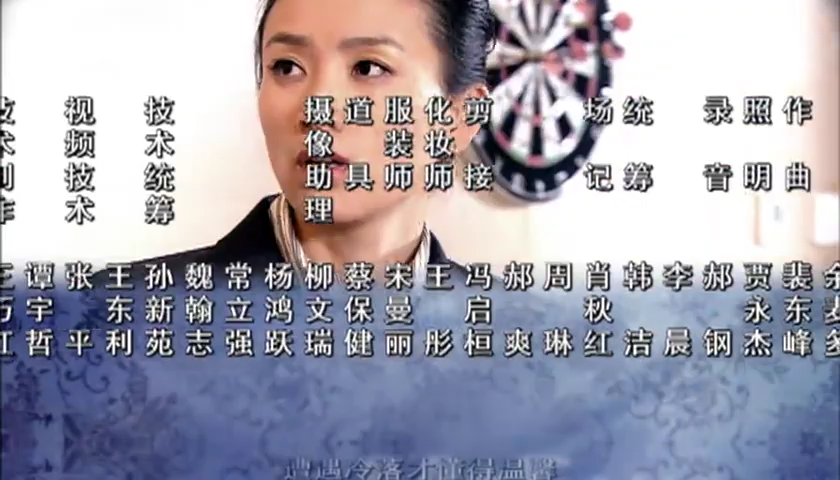 作曲
裴东峰
照明
贾永杰
录音
郝钢
李晨
统筹
韩洁
场记
肖秋红
周琳
郝爽
剪接
冯启桓
化妆师
王彤
服装师
宋曼丽
道具
蔡保健
摄像助理
柳文瑞
杨鸿跃
常立强
魏翰志
技术统筹
孙新苑
王东利
视频技术
张平
谭宇哲
遭遇冷落才懂得温馨